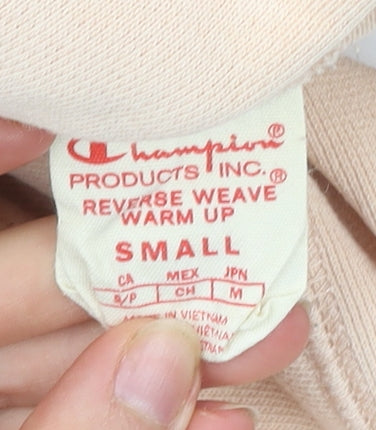 Champion®
PRODUCTS INC.®
REVERSE WEAVE
WARM UP
SMALL
CA MEX JPN
S/P CH M
MADE IN VIETNAM